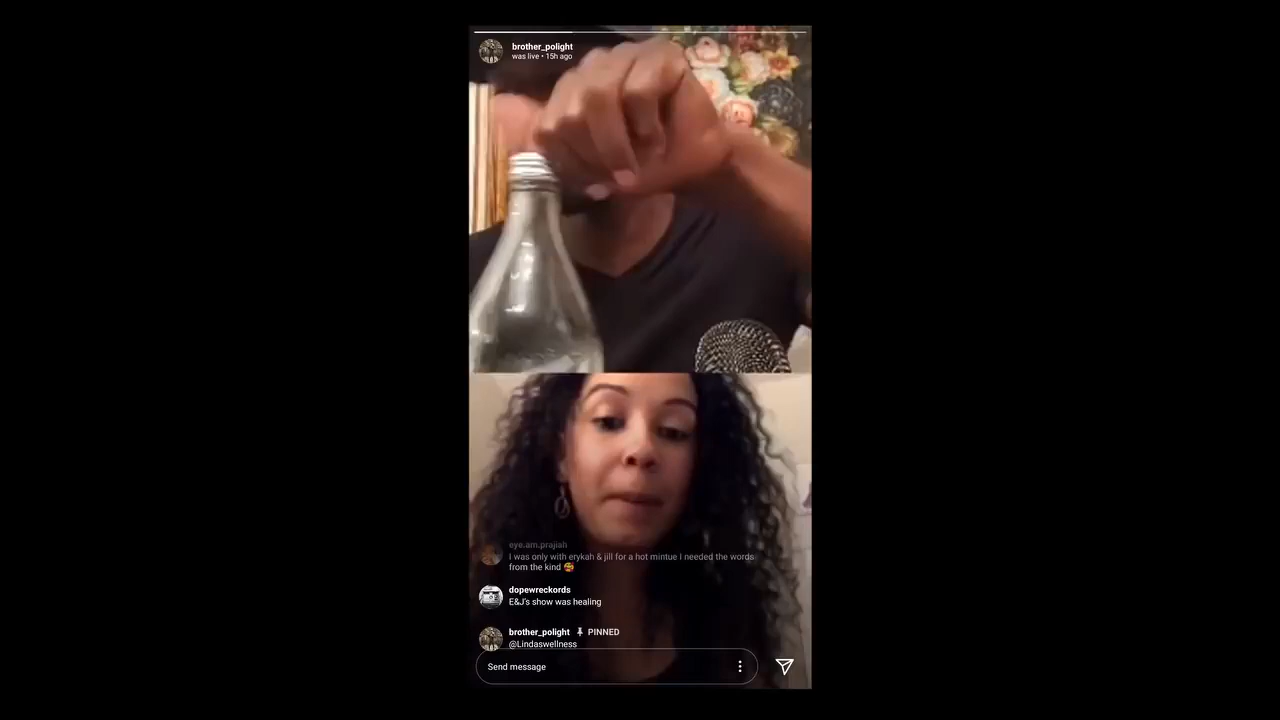 brother_polight
was live • 15h ago
eye.am.prajiah
I was only with erykah & jill for a hot mintue I needed the words
from the kind 🥰
dopewreckords
E&J's show was healing
brother_polight PINNED
@Lindaswellness
Send message